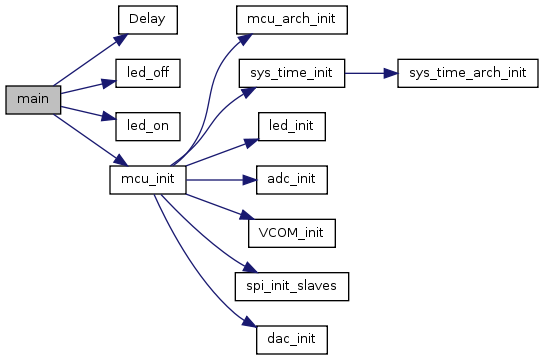 main
Delay
led_off
led_on
mcu_init
mcu_arch_init
sys_time_init
sys_time_arch_init
led_init
adc_init
VCOM_init
spi_init_slaves
dac_init